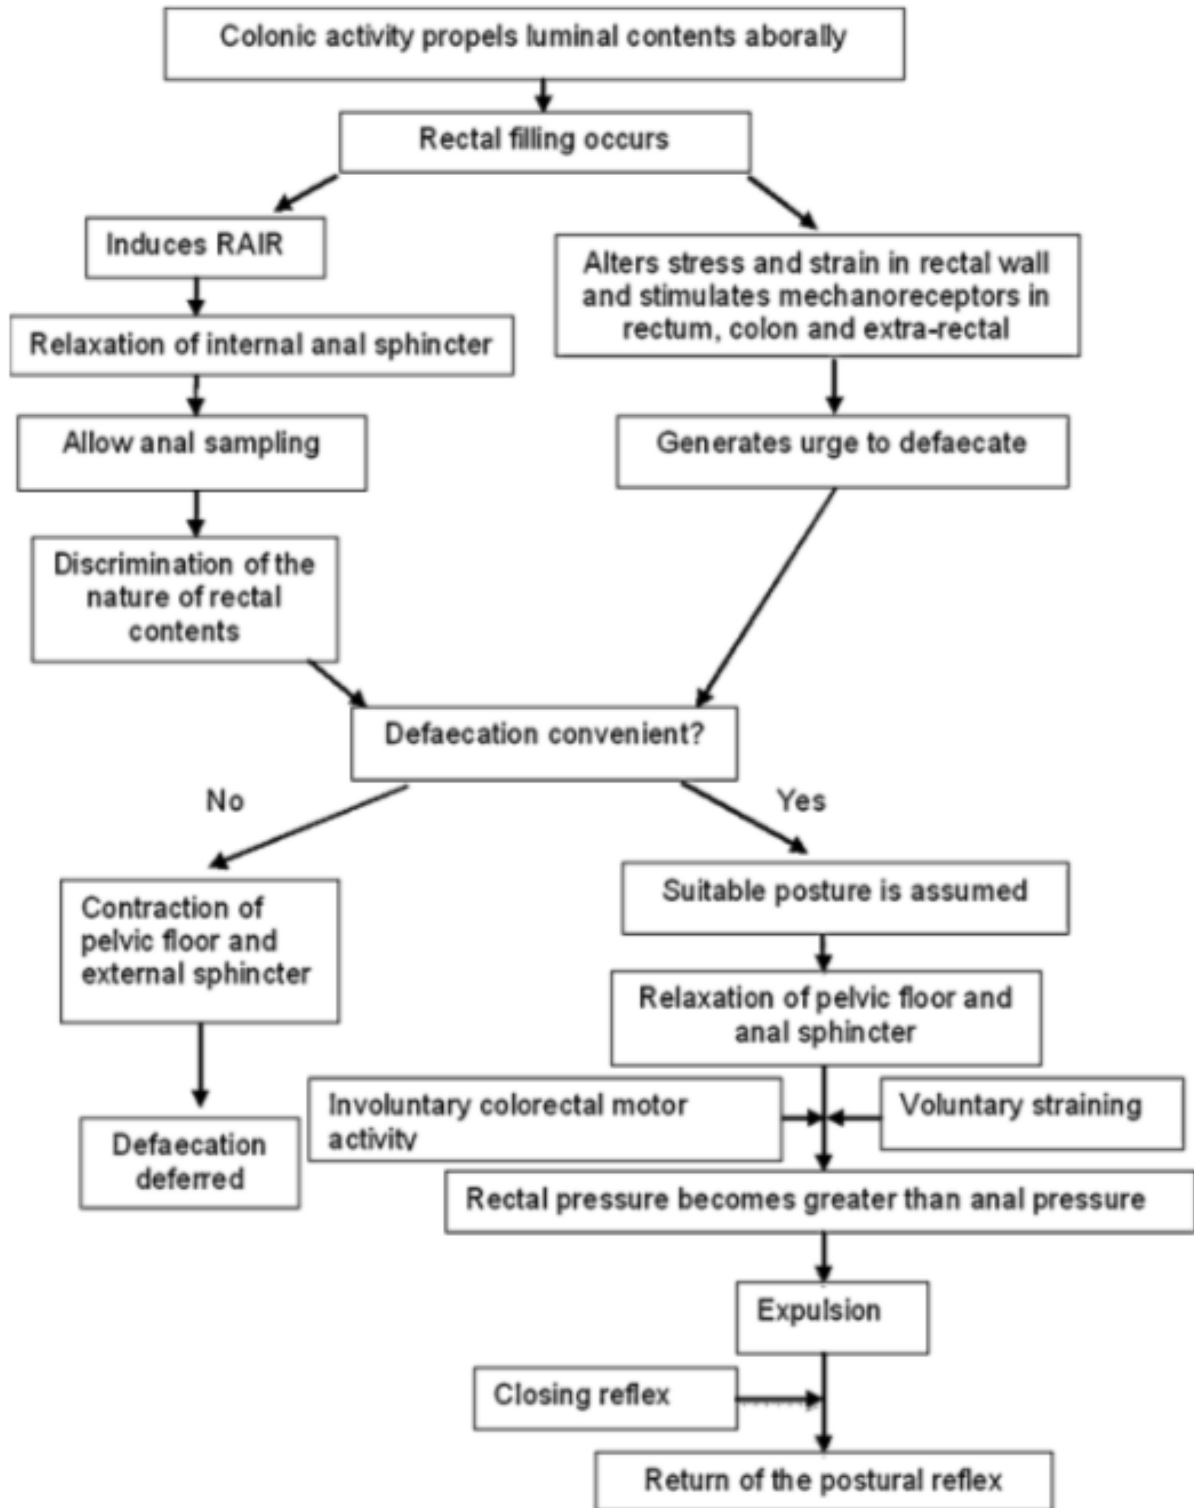 Colonic activity propels luminal contents aborally
Rectal filling occurs
Induces RAIR
Alters stress and strain in rectal wall
and stimulates mechanoreceptors in
rectum, colon and extra-rectal
Relaxation of internal anal sphincter
Allow anal sampling
Generates urge to defaecate
Discrimination of the
nature of rectal
contents
Defaecation convenient?
No
Yes
Contraction of
pelvic floor and
external sphincter
Suitable posture is assumed
Relaxation of pelvic floor and
anal sphincter
Defaecation
deferred
Involuntary colorectal motor
activity
Voluntary straining
Rectal pressure becomes greater than anal pressure
Expulsion
Closing reflex
Return of the postural reflex